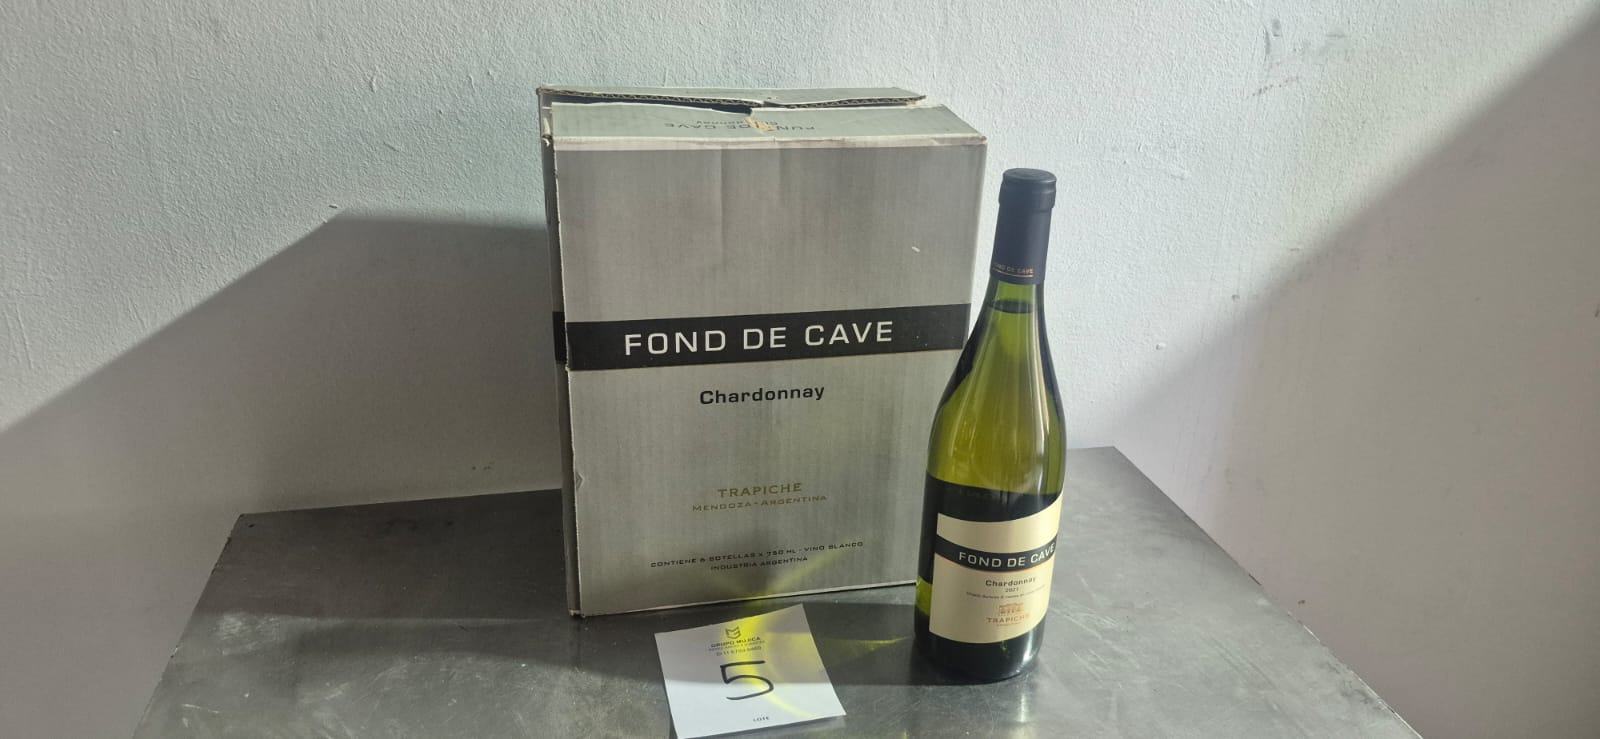 FOND DE CAVE
Chardonnay
TRAPICHE
MENDOZA - ARGENTINA
CONTIENE 6 BOTELLAS X 750 ML - VINO BLANCO
INDUSTRIA ARGENTINA
FOND DE CAVE
FOND DE CAVE
Chardonnay
2021
TRAPICHE
GRUPO MUJICA
5
LOTE